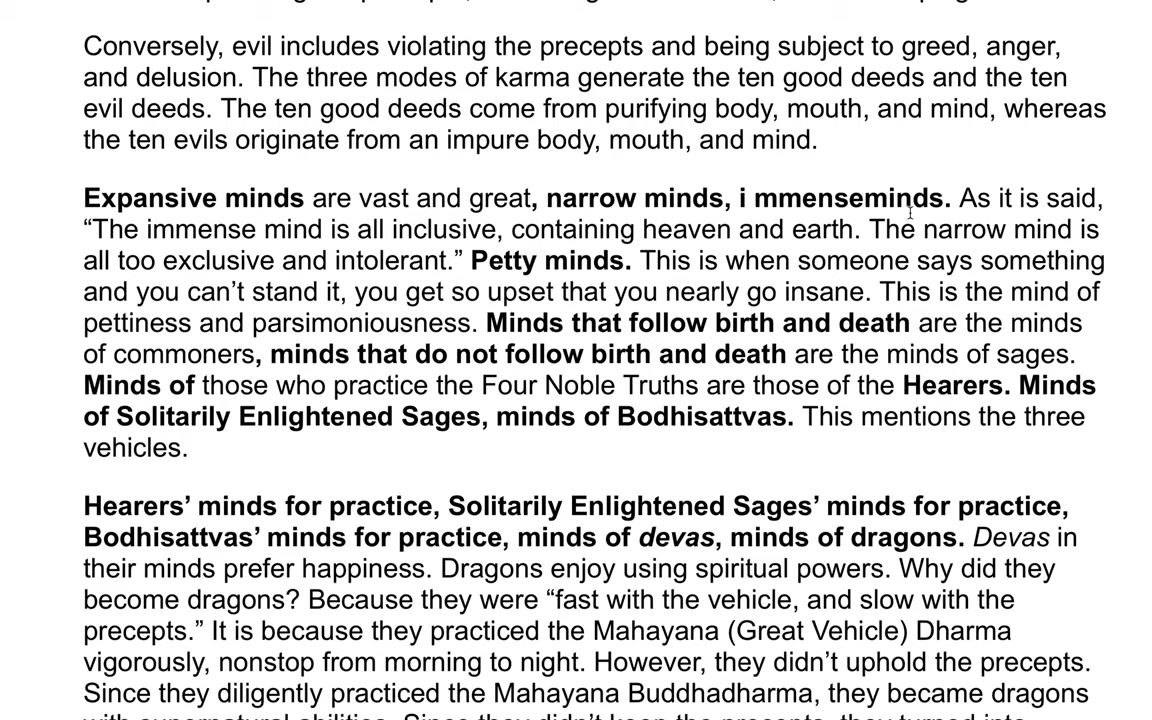 Conversely, evil includes violating the precepts and being subject to greed, anger,
and delusion. The three modes of karma generate the ten good deeds and the ten
evil deeds. The ten good deeds come from purifying body, mouth, and mind, whereas
the ten evils originate from an impure body, mouth, and mind.
Expansive minds are vast and great, narrow minds, i mmenseminds. As it is said,
“The immense mind is all inclusive, containing heaven and earth. The narrow mind is
all too exclusive and intolerant.” Petty minds. This is when someone says something
and you can’t stand it, you get so upset that you nearly go insane. This is the mind of
pettiness and parsimoniousness. Minds that follow birth and death are the minds
of commoners, minds that do not follow birth and death are the minds of sages.
Minds of those who practice the Four Noble Truths are those of the Hearers. Minds
of Solitarily Enlightened Sages, minds of Bodhisattvas. This mentions the three
vehicles.
Hearers’ minds for practice, Solitarily Enlightened Sages’ minds for practice,
Bodhisattvas’ minds for practice, minds of devas, minds of dragons. Devas in
their minds prefer happiness. Dragons enjoy using spiritual powers. Why did they
become dragons? Because they were “fast with the vehicle, and slow with the
precepts.” It is because they practiced the Mahayana (Great Vehicle) Dharma
vigorously, nonstop from morning to night. However, they didn’t uphold the precepts.
Since they diligently practiced the Mahayana Buddhadharma, they became dragons